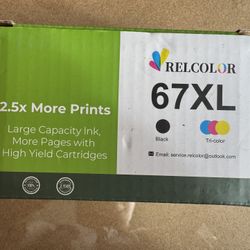 RELCOLOR
67XL
Black
Tri-color
Email: service.relcolor@outlook.com
2.5x More Prints
Large Capacity Ink,
More Pages with
High Yield Cartridges